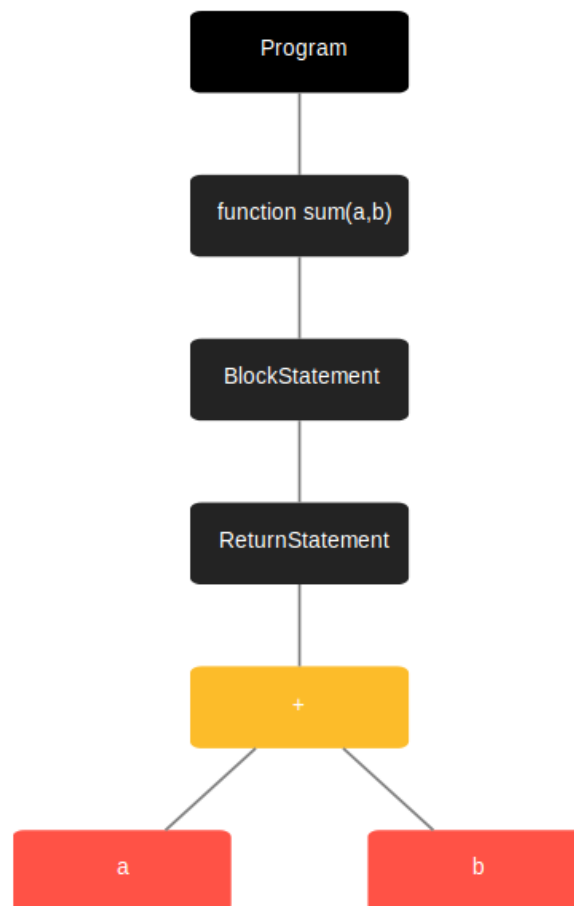 Program
function sum(a,b)
BlockStatement
ReturnStatement
+
a
b